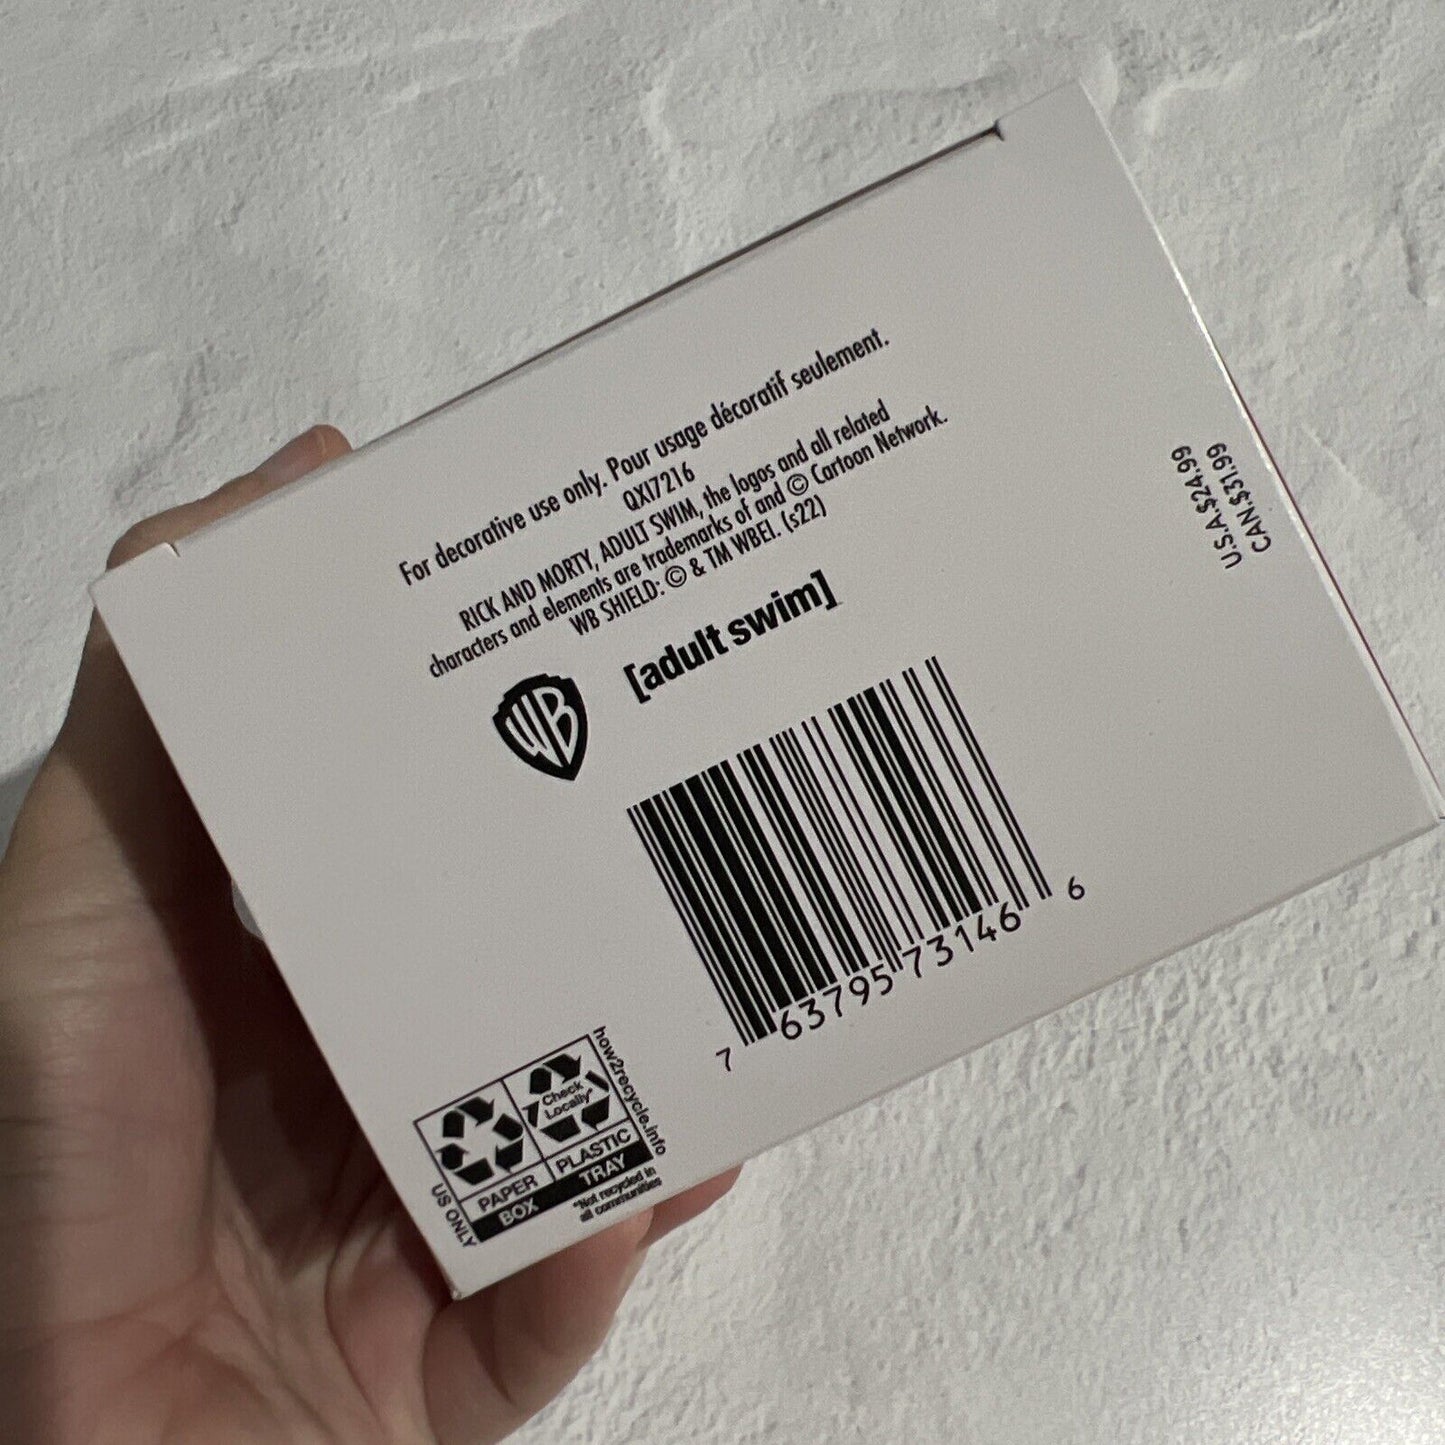 For decorative use only. Pour usage décoratif seulement.
QXI7216
RICK AND MORTY, ADULT SWIM, the logos and all related
characters and elements are trademarks of and © Cartoon Network.
WB SHIELD: © & TM WBEI. (s22)
WB
[adult swim]
U.S.A.$24.99
CAN.$31.99
7 63795 73146 6
how2recycle.info
Check
Locally*
PAPER
PLASTIC
BOX
TRAY
US ONLY
*Not recycled in
all communities